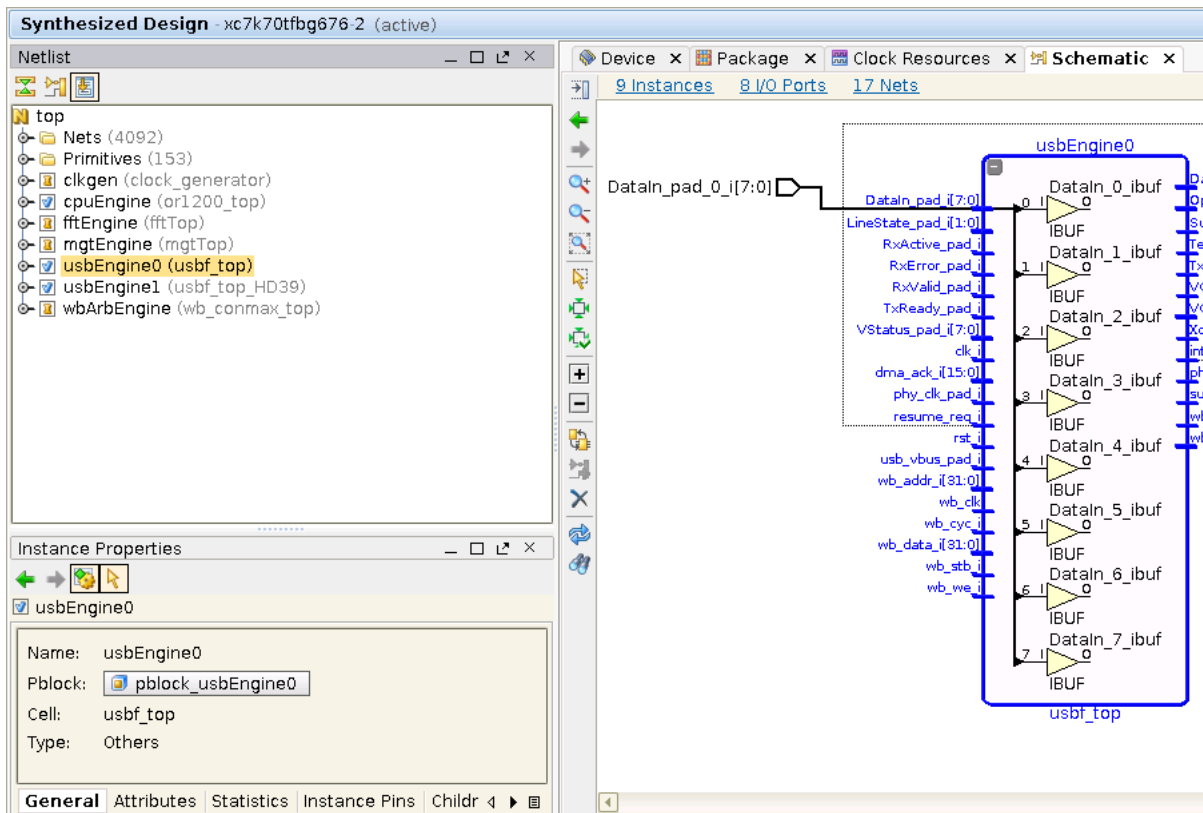 Synthesized Design - xc7k70tfbg676-2 (active)
Netlist
top
Nets (4092)
Primitives (153)
clkgen (clock_generator)
cpuEngine (or1200_top)
fftEngine (fftTop)
mgtEngine (mgtTop)
usbEngine0 (usbf_top)
usbEngine1 (usbf_top_HD39)
wbArbEngine (wb_conmax_top)
Instance Properties
usbEngine0
Name: usbEngine0
Pblock: pblock_usbEngine0
Cell: usbf_top
Type: Others
General Attributes Statistics Instance Pins Childr
Device Package Clock Resources Schematic
9 Instances 8 I/O Ports 17 Nets
usbEngine0
DataIn_pad_0_i[7:0]
DataIn_pad_i[7:0]
LineState_pad_i[1:0]
RxActive_pad_i
RxError_pad_i
RxValid_pad_i
TxReady_pad_i
VStatus_pad_i[7:0]
clk_i
dma_ack_i[15:0]
phy_clk_pad_i
resume_req_i
rst_i
usb_vbus_pad_i
wb_addr_i[31:0]
wb_clk
wb_cyc_i
wb_data_i[31:0]
wb_stb_i
wb_we_i
DataIn_0_ibuf
0 I O
IBUF
DataIn_1_ibuf
1 I O
IBUF
DataIn_2_ibuf
2 I O
IBUF
DataIn_3_ibuf
3 I O
IBUF
DataIn_4_ibuf
4 I O
IBUF
DataIn_5_ibuf
5 I O
IBUF
DataIn_6_ibuf
6 I O
IBUF
DataIn_7_ibuf
7 I O
IBUF
usbf_top